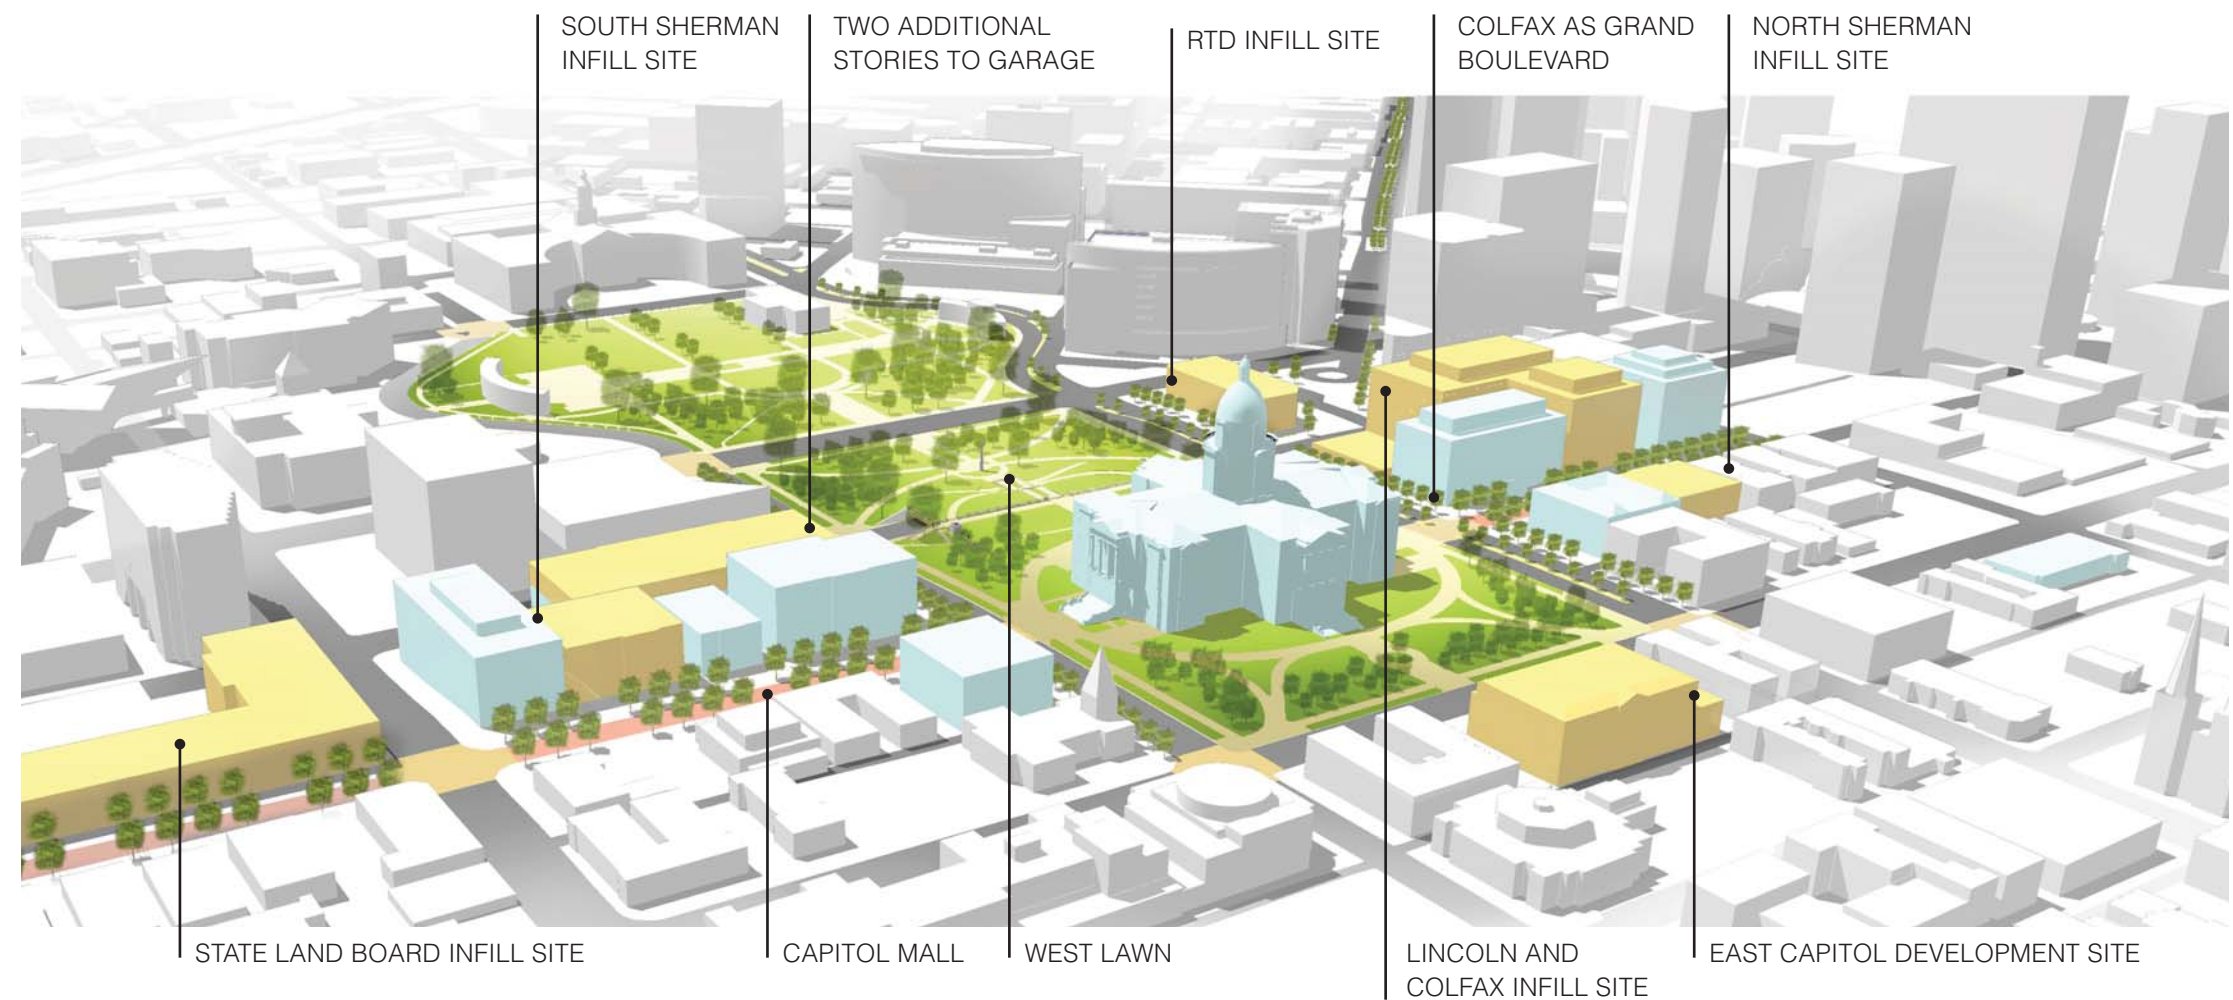 SOUTH SHERMAN
INFILL SITE
TWO ADDITIONAL
STORIES TO GARAGE
RTD INFILL SITE
COLFAX AS GRAND
BOULEVARD
NORTH SHERMAN
INFILL SITE
STATE LAND BOARD INFILL SITE
CAPITOL MALL
WEST LAWN
LINCOLN AND
COLFAX INFILL SITE
EAST CAPITOL DEVELOPMENT SITE